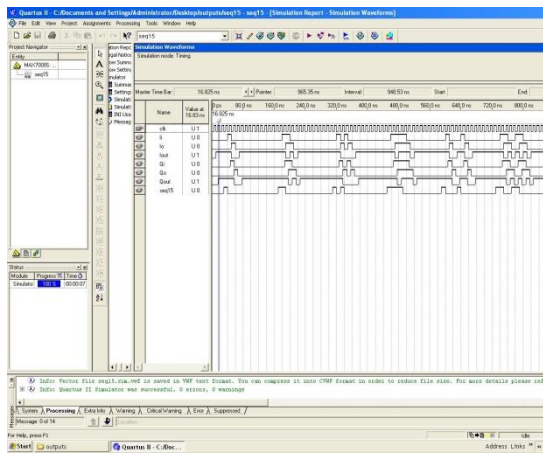 Quartus II - C:/Documents and Settings/Administrator/Desktop/outputs/seq15 - seq15 - [Simulation Report - Simulation Waveforms]
File Edit View Project Assignments Processing Tools Window Help
seq15
Project Navigator
Entity
MAX7000S
seq15
Simulation Waveforms
Simulation mode: Timing
Master Time Bar: 16.825 ns Pointer: 965.35 ns Interval: 948.53 ns Start: End:
Name
Value at
16.83 ns
0 ps 80.0 ns 160.0 ns 240.0 ns 320.0 ns 400.0 ns 480.0 ns 560.0 ns 640.0 ns 720.0 ns 800.0 ns
16.825 ns
clk U 1
Ii U 0
Io U 0
Iout U 1
Qi U 0
Qo U 0
Qout U 1
seq15 U 0
Status
Module Progress % Time
Simulator 100 % 00:00:07
Info: Vector file seq15.sim.vwf is saved in VWF text format. You can compress it into CVWF format in order to reduce file size. For more details please ref
Info: Quartus II Simulator was successful. 0 errors, 0 warnings
System Processing Extra Info Warning Critical Warning Error Suppressed
Message: 0 of 14
Location:
For Help, press F1
Idle
Start outputs Quartus II - C:/Doc... Address Links